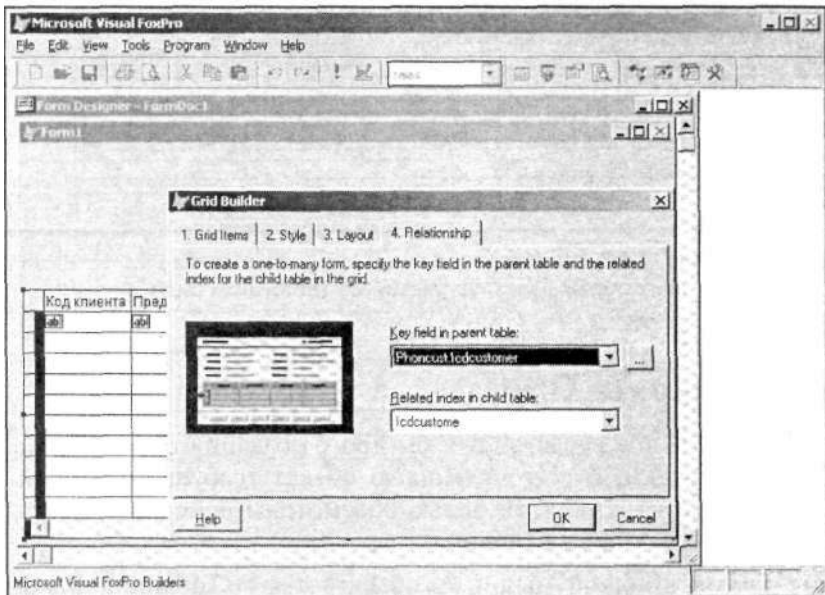 Microsoft Visual FoxPro
File Edit View Tools Program Window Help
Form Designer - FormDoc1
Form1
Grid Builder
1. Grid Items 2. Style 3. Layout 4. Relationship
To create a one-to-many form, specify the key field in the parent table and the related
index for the child table in the grid.
Код клиента Пред
ab ab
Key field in parent table:
Phoncust.Icdcustomer
...
Related index in child table:
Icdcustome
Help OK Cancel
Microsoft Visual FoxPro Builders